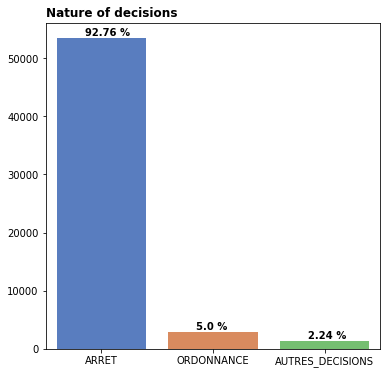 Nature of decisions
92.76 %
5.0 %
2.24 %
50000
40000
30000
20000
10000
0
ARRET
ORDONNANCE
AUTRES_DECISIONS